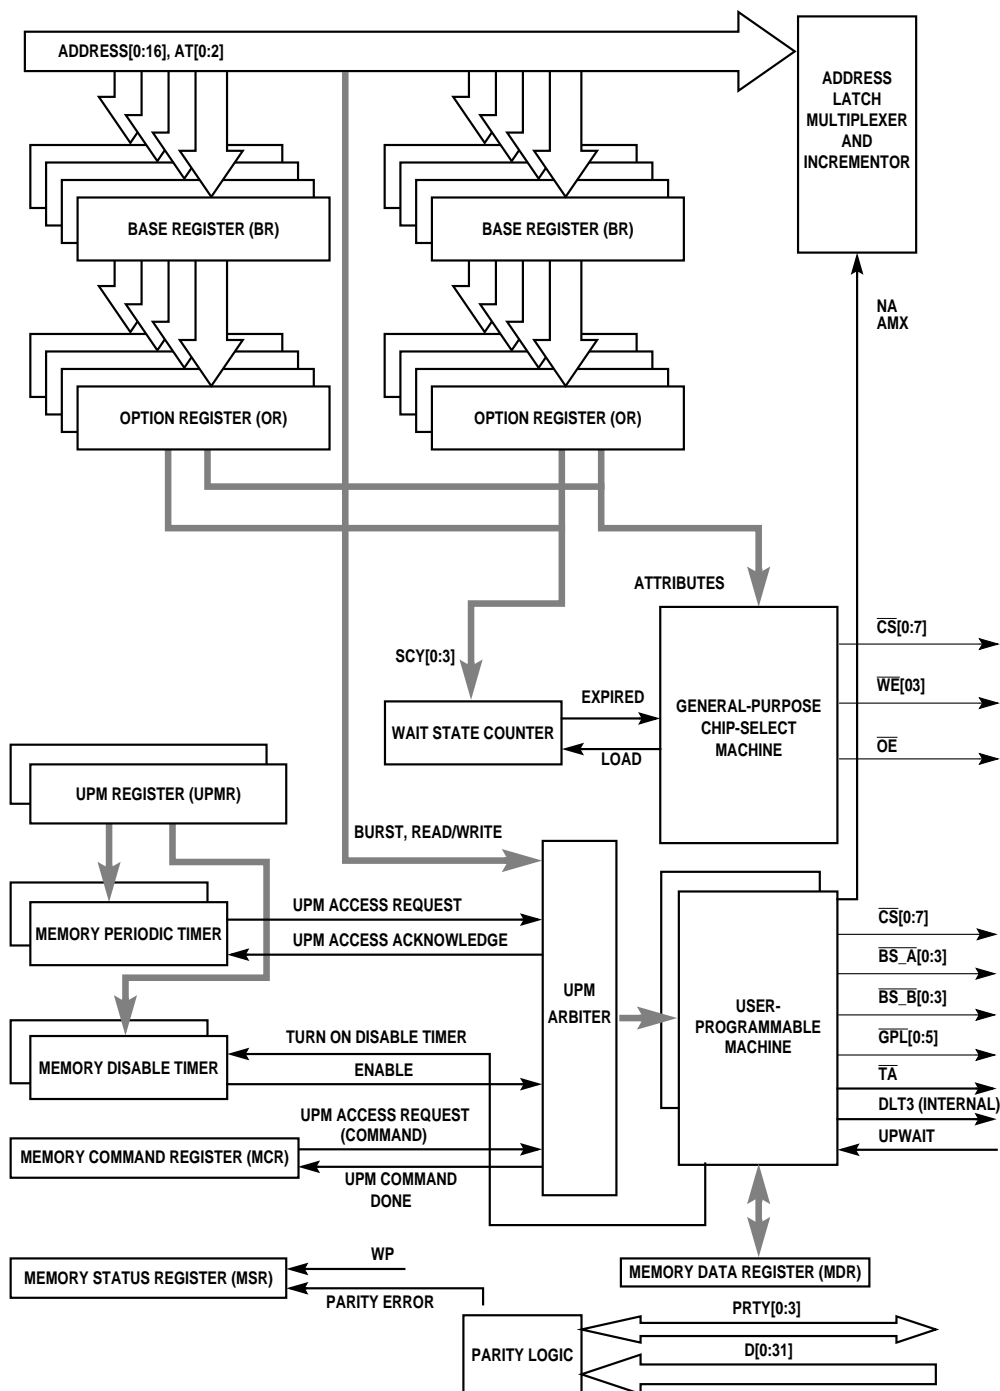 ADDRESS[0:16], AT[0:2]
ADDRESS
LATCH
MULTIPLEXER
AND
INCREMENTOR
BASE REGISTER (BR)
BASE REGISTER (BR)
NA
AMX
OPTION REGISTER (OR)
OPTION REGISTER (OR)
ATTRIBUTES
SCY[0:3]
CS[0:7]
WE[03]
OE
EXPIRED
WAIT STATE COUNTER
LOAD
GENERAL-PURPOSE
CHIP-SELECT
MACHINE
UPM REGISTER (UPMR)
BURST, READ/WRITE
MEMORY PERIODIC TIMER
UPM ACCESS REQUEST
UPM ACCESS ACKNOWLEDGE
UPM
ARBITER
USER-
PROGRAMMABLE
MACHINE
CS[0:7]
BS_A[0:3]
BS_B[0:3]
GPL[0:5]
TA
DLT3 (INTERNAL)
UPWAIT
TURN ON DISABLE TIMER
MEMORY DISABLE TIMER
ENABLE
UPM ACCESS REQUEST
(COMMAND)
MEMORY COMMAND REGISTER (MCR)
UPM COMMAND
DONE
WP
MEMORY STATUS REGISTER (MSR)
PARITY ERROR
MEMORY DATA REGISTER (MDR)
PRTY[0:3]
PARITY LOGIC
D[0:31]